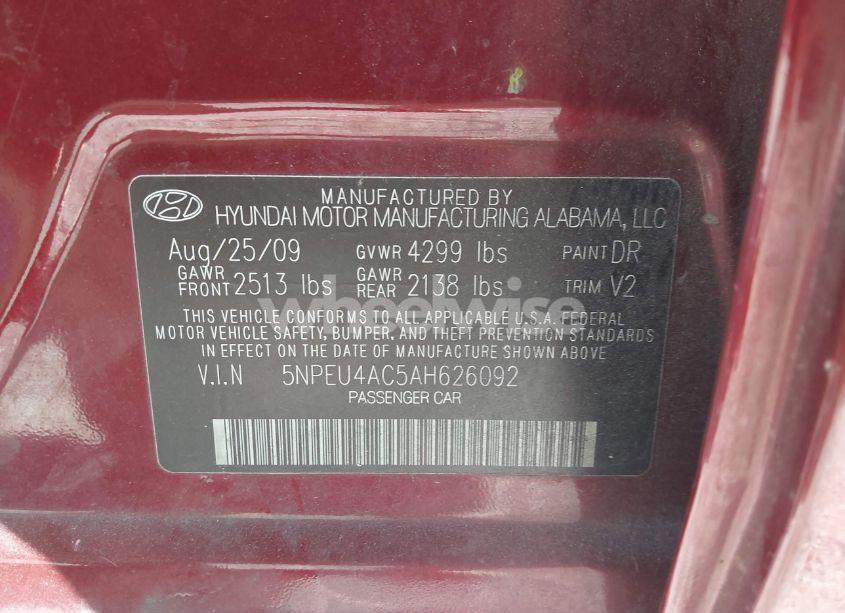 MANUFACTURED BY
HYUNDAI MOTOR MANUFACTURING ALABAMA, LLC
Aug/25/09 GVWR 4299 lbs PAINT DR
GAWR FRONT 2513 lbs GAWR REAR 2138 lbs TRIM V2
THIS VEHICLE CONFORMS TO ALL APPLICABLE U.S.A. FEDERAL
MOTOR VEHICLE SAFETY, BUMPER, AND THEFT PREVENTION STANDARDS
IN EFFECT ON THE DATE OF MANUFACTURE SHOWN ABOVE.
V.I.N 5NPEU4AC5AH626092
PASSENGER CAR
wheelwise